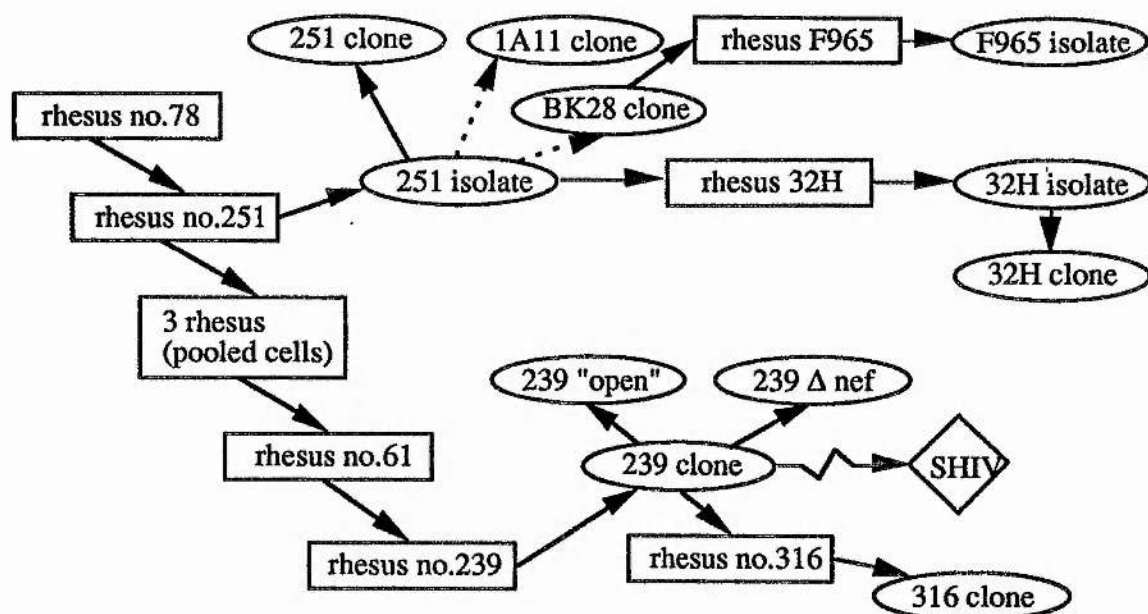 251 clone
1A11 clone
rhesus F965
F965 isolate
BK28 clone
rhesus no.78
251 isolate
rhesus 32H
32H isolate
rhesus no.251
32H clone
3 rhesus
(pooled cells)
239 "open"
239 Δ nef
rhesus no.61
239 clone
SHIV
rhesus no.239
rhesus no.316
316 clone